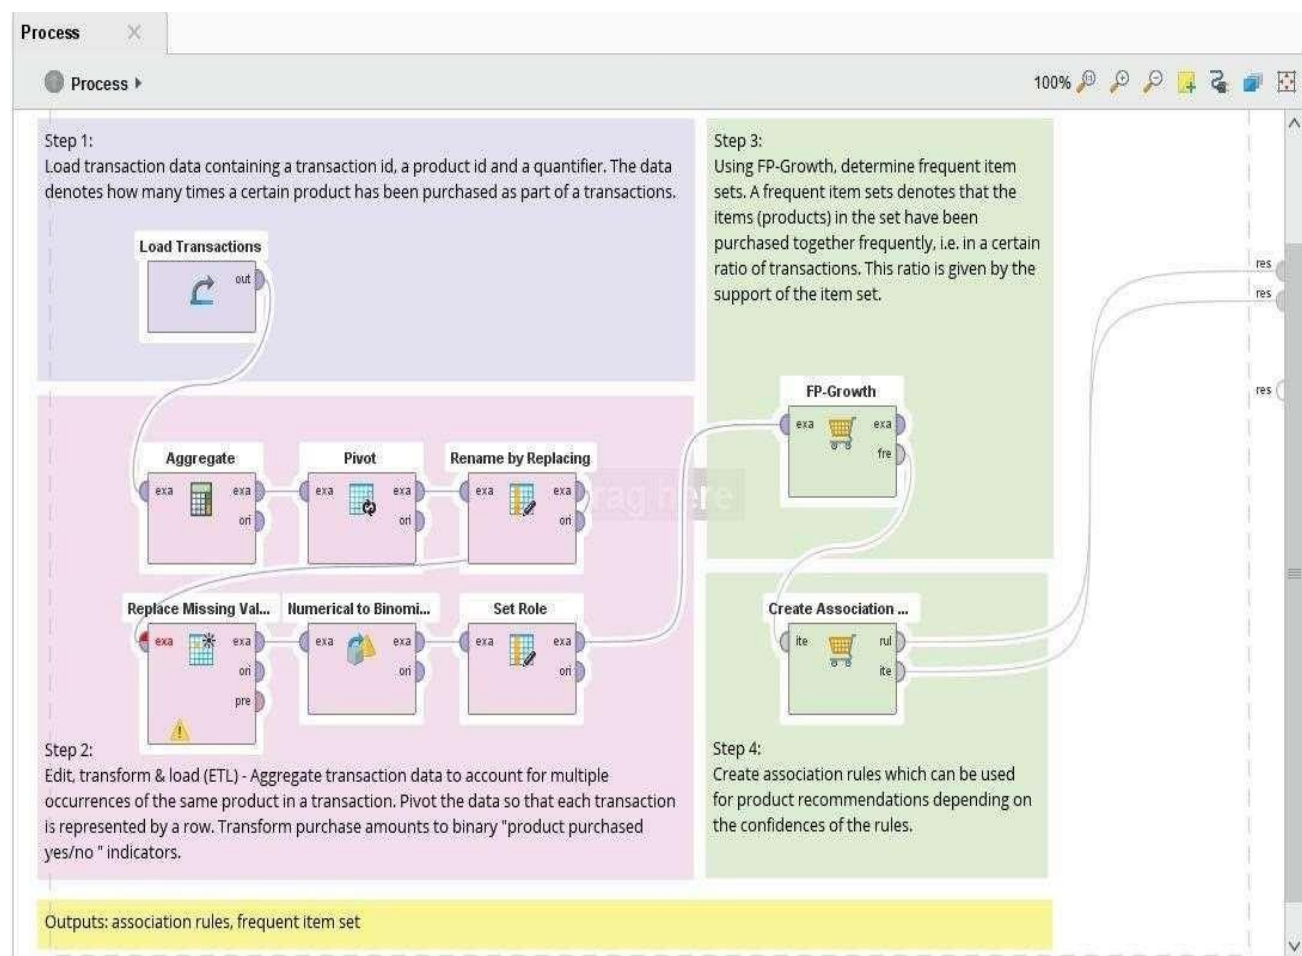 Process
Process
100%
Step 1:
Load transaction data containing a transaction id, a product id and a quantifier. The data
denotes how many times a certain product has been purchased as part of a transactions.
Load Transactions
out
Step 3:
Using FP-Growth, determine frequent item
sets. A frequent item sets denotes that the
items (products) in the set have been
purchased together frequently, i.e. in a certain
ratio of transactions. This ratio is given by the
support of the item set.
res
res
res
FP-Growth
exa
exa
fre
Aggregate
exa
exa
ori
Pivot
exa
exa
ori
Rename by Replacing
exa
exa
ori
rag here
Replace Missing Val...
exa
exa
ori
pre
Numerical to Binomi...
exa
exa
ori
Set Role
exa
exa
ori
Create Association ...
ite
rul
ite
Step 2:
Edit, transform & load (ETL) - Aggregate transaction data to account for multiple
occurrences of the same product in a transaction. Pivot the data so that each transaction
is represented by a row. Transform purchase amounts to binary "product purchased
yes/no " indicators.
Step 4:
Create association rules which can be used
for product recommendations depending on
the confidences of the rules.
Outputs: association rules, frequent item set